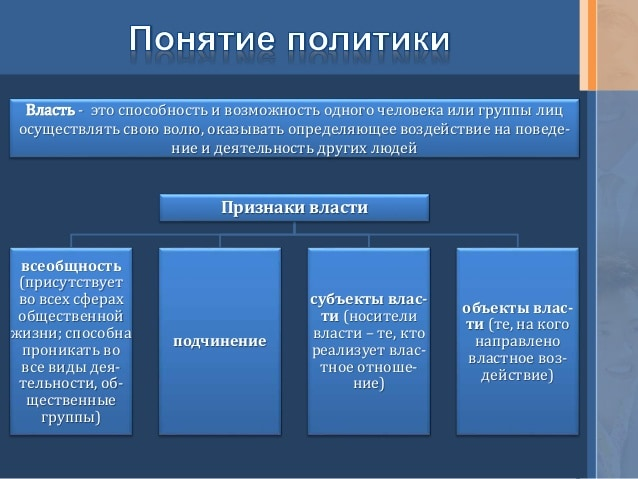 Понятие политики
Власть - это способность и возможность одного человека или группы лиц
осуществлять свою волю, оказывать определяющее воздействие на поведе-
ние и деятельность других людей
Признаки власти
всеобщность
(присутствует
во всех сферах
общественной
жизни; способна
проникать во
все виды дея-
тельности, об-
щественные
группы)
подчинение
субъекты влас-
ти (носители
власти – те, кто
реализует влас-
тное отноше-
ние)
объекты влас-
ти (те, на кого
направлено
властное воз-
действие)